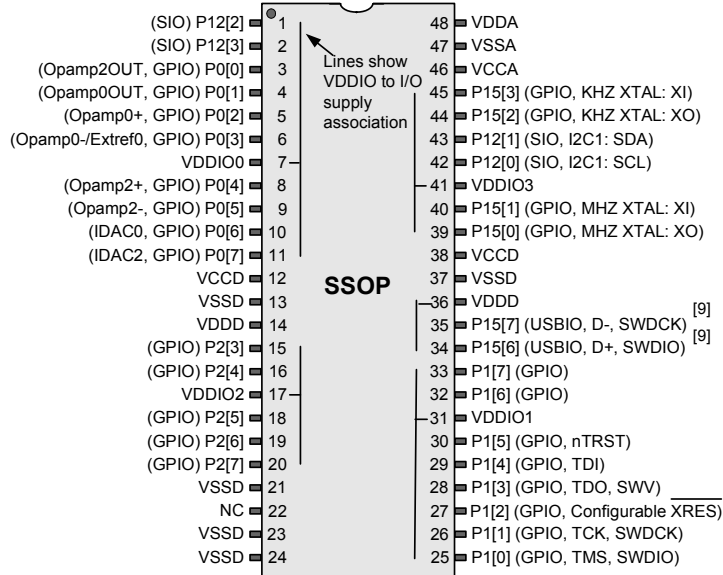 (SIO) P12[2] 1
(SIO) P12[3] 2
(Opamp2OUT, GPIO) P0[0] 3
(Opamp0OUT, GPIO) P0[1] 4
(Opamp0+, GPIO) P0[2] 5
(Opamp0-/Extref0, GPIO) P0[3] 6
VDDIO0 7
(Opamp2+, GPIO) P0[4] 8
(Opamp2-, GPIO) P0[5] 9
(IDAC0, GPIO) P0[6] 10
(IDAC2, GPIO) P0[7] 11
VCCD 12
VSSD 13
VDDD 14
(GPIO) P2[3] 15
(GPIO) P2[4] 16
VDDIO2 17
(GPIO) P2[5] 18
(GPIO) P2[6] 19
(GPIO) P2[7] 20
VSSD 21
NC 22
VSSD 23
VSSD 24
Lines show
VDDIO to I/O
supply
association
SSOP
48 VDDA
47 VSSA
46 VCCA
45 P15[3] (GPIO, KHZ XTAL: XI)
44 P15[2] (GPIO, KHZ XTAL: XO)
43 P12[1] (SIO, I2C1: SDA)
42 P12[0] (SIO, I2C1: SCL)
41 VDDIO3
40 P15[1] (GPIO, MHZ XTAL: XI)
39 P15[0] (GPIO, MHZ XTAL: XO)
38 VCCD
37 VSSD
36 VDDD
35 P15[7] (USBIO, D-, SWDCK) [9]
34 P15[6] (USBIO, D+, SWDIO) [9]
33 P1[7] (GPIO)
32 P1[6] (GPIO)
31 VDDIO1
30 P1[5] (GPIO, nTRST)
29 P1[4] (GPIO, TDI)
28 P1[3] (GPIO, TDO, SWV)
27 P1[2] (GPIO, Configurable XRES)
26 P1[1] (GPIO, TCK, SWDCK)
25 P1[0] (GPIO, TMS, SWDIO)